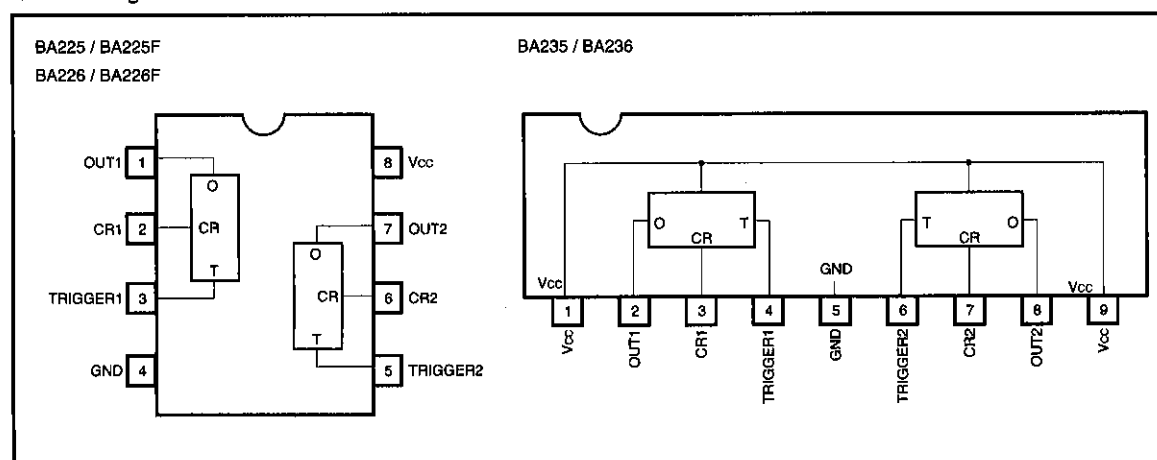 BA225 / BA225F
BA226 / BA226F
OUT1 1
CR1 2
TRIGGER1 3
GND 4
8 Vcc
7 OUT2
6 CR2
5 TRIGGER2
O
CR
T
O
CR
T
BA235 / BA236
O T
CR
T O
CR
Vcc
GND
Vcc
1 2 3 4 5 6 7 8 9
Vcc
OUT1
CR1
TRIGGER1
GND
TRIGGER2
CR2
OUT2
Vcc